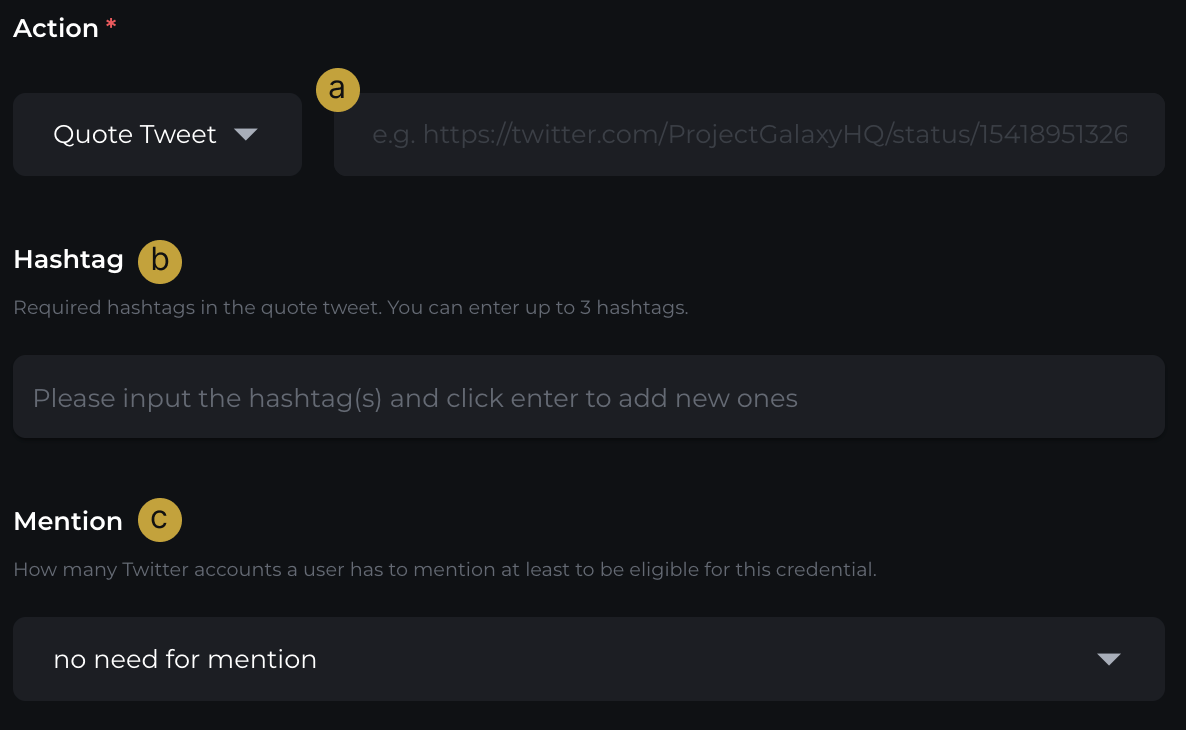 Action *
a
Quote Tweet
e.g. https://twitter.com/ProjectGalaxyHQ/status/15418951326
Hashtag b
Required hashtags in the quote tweet. You can enter up to 3 hashtags.
Please input the hashtag(s) and click enter to add new ones
Mention c
How many Twitter accounts a user has to mention at least to be eligible for this credential.
no need for mention